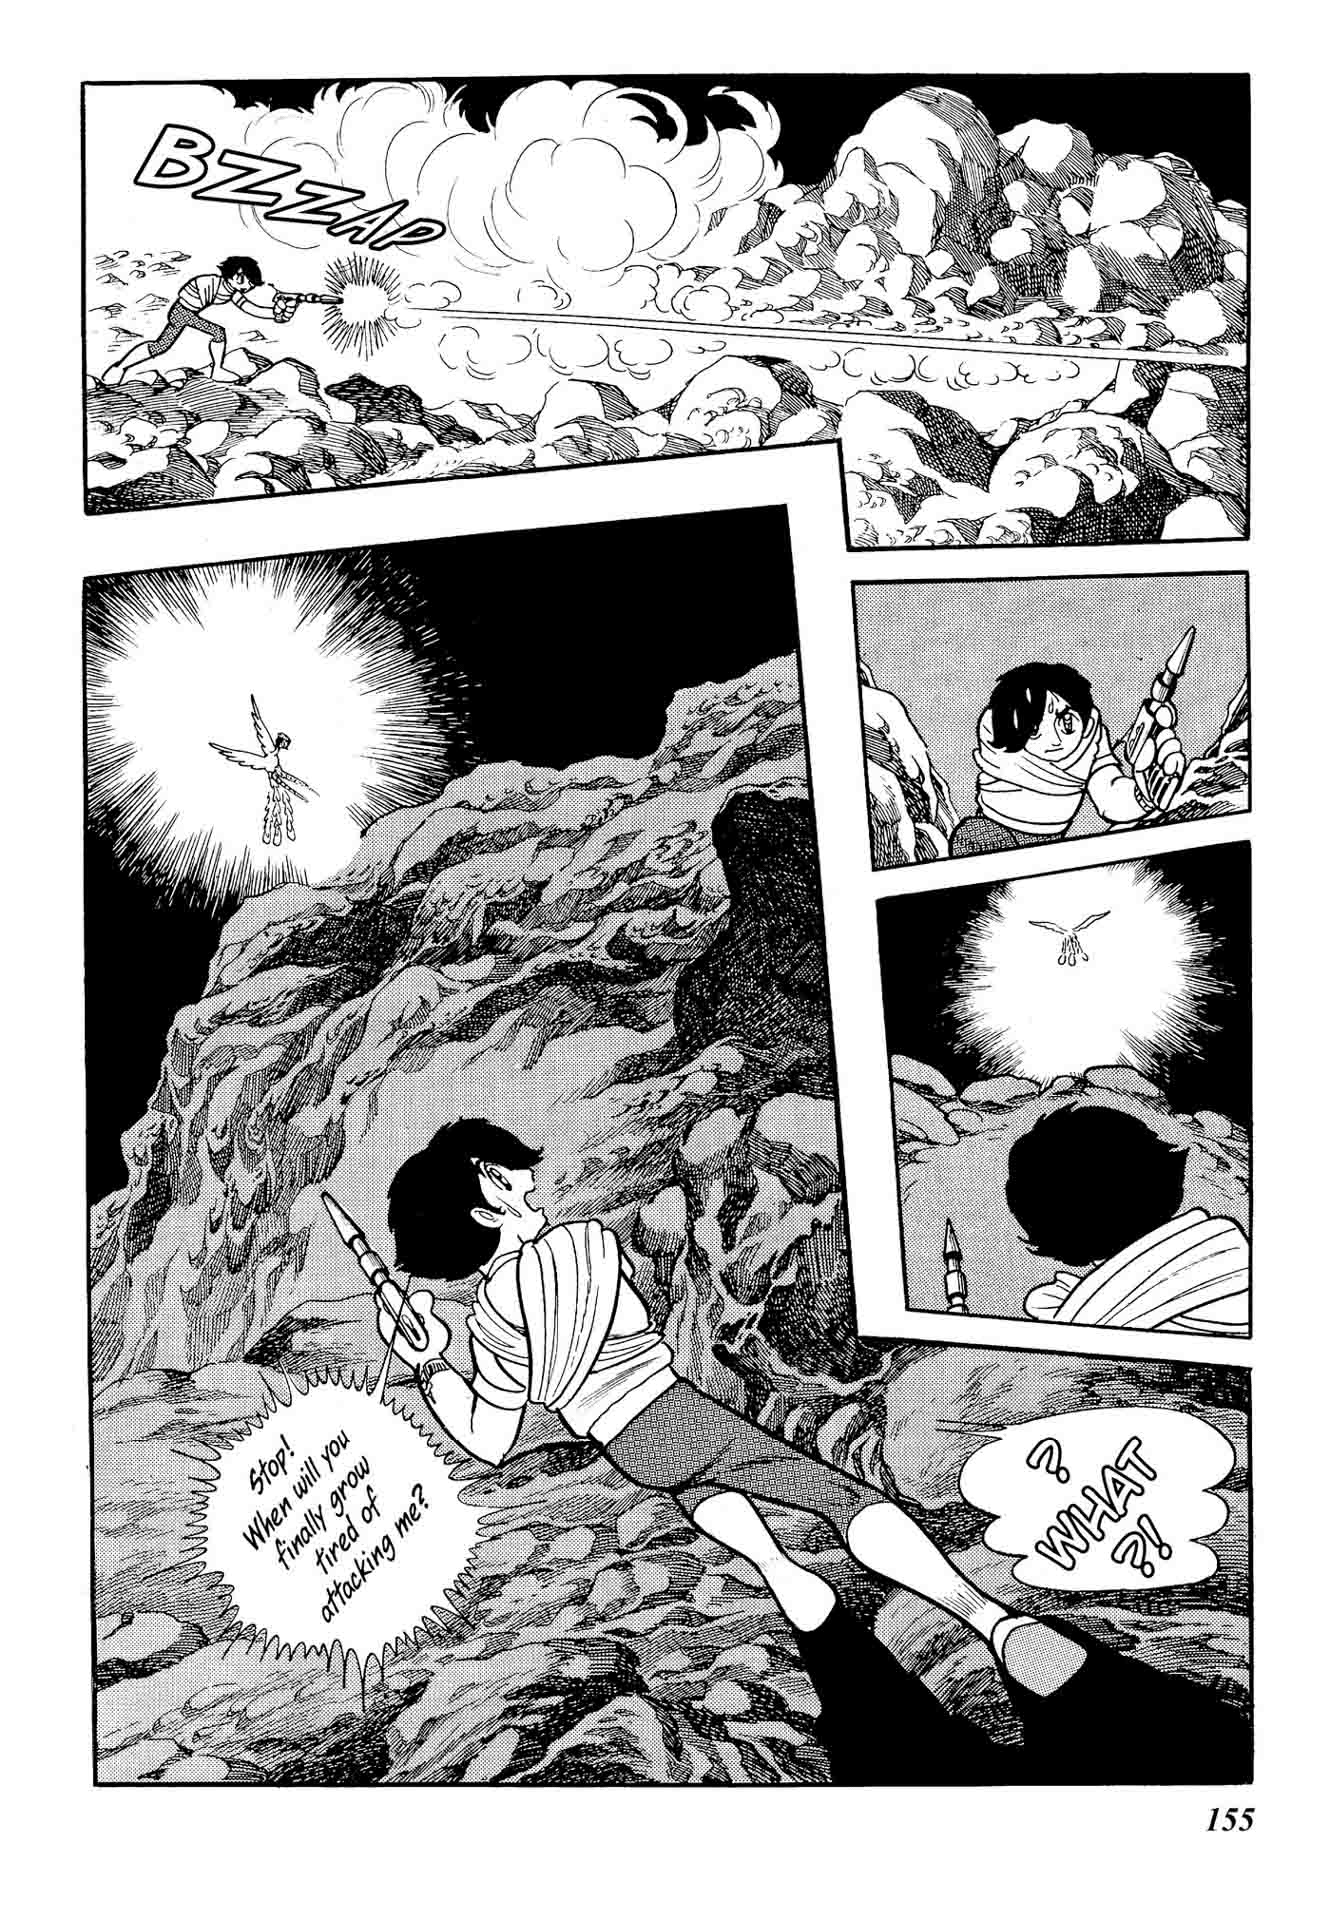 BZZZAP
Stop!
When will you
finally grow
tired of
attacking me?
?
WHAT
?!
155